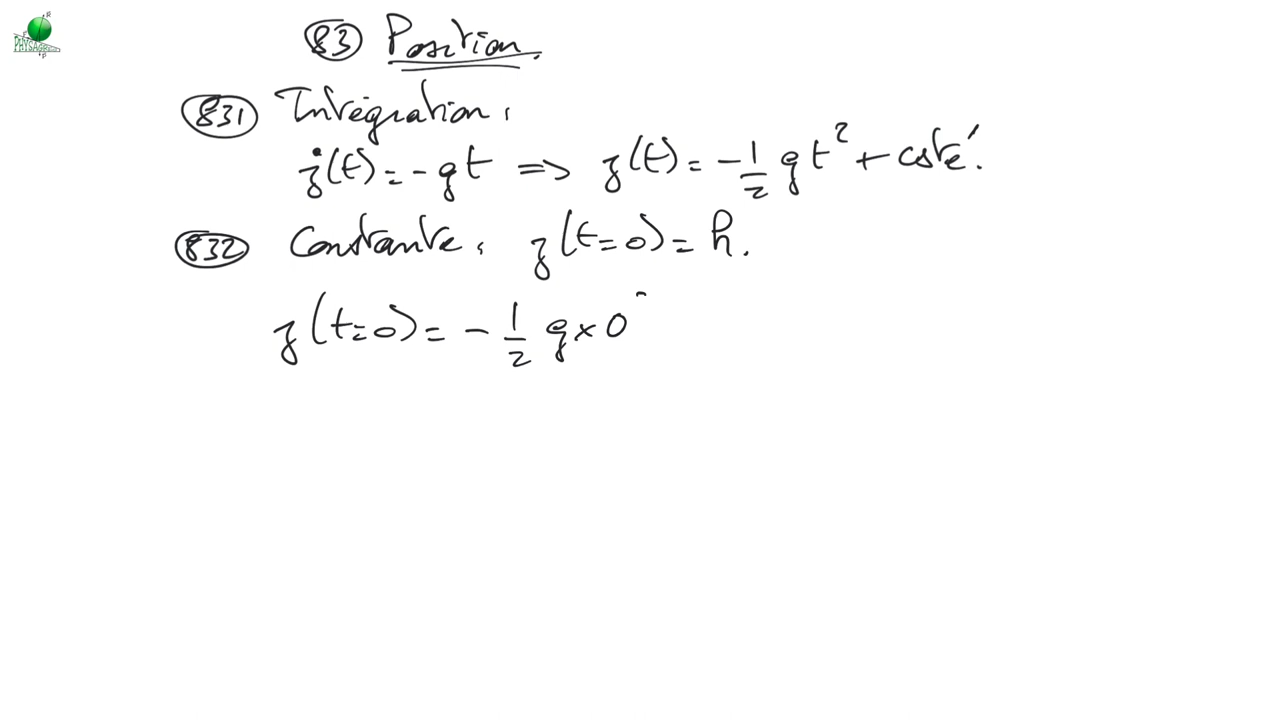 83 Position.
831 Intégration.
ż(t) = - gt => z(t) = - 1/2 gt² + cste'.
832 Constante. z(t=0) = h.
z(t=0) = - 1/2 g × 0